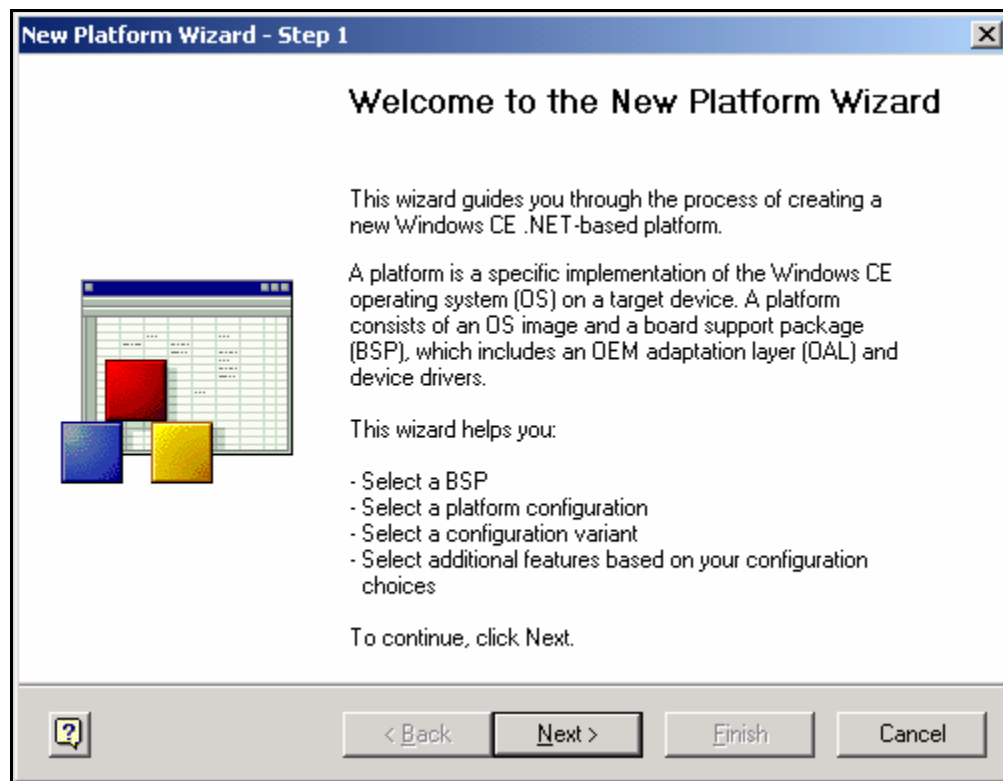 New Platform Wizard - Step 1
Welcome to the New Platform Wizard
This wizard guides you through the process of creating a
new Windows CE .NET-based platform.
A platform is a specific implementation of the Windows CE
operating system (OS) on a target device. A platform
consists of an OS image and a board support package
(BSP), which includes an OEM adaptation layer (OAL) and
device drivers.
This wizard helps you:
- Select a BSP
- Select a platform configuration
- Select a configuration variant
- Select additional features based on your configuration
choices
To continue, click Next.
< Back Next > Finish Cancel